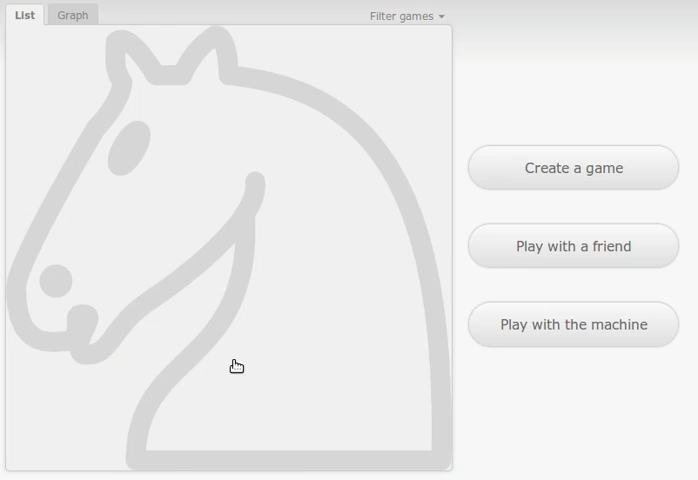 List
Graph
Filter games
Create a game
Play with a friend
Play with the machine